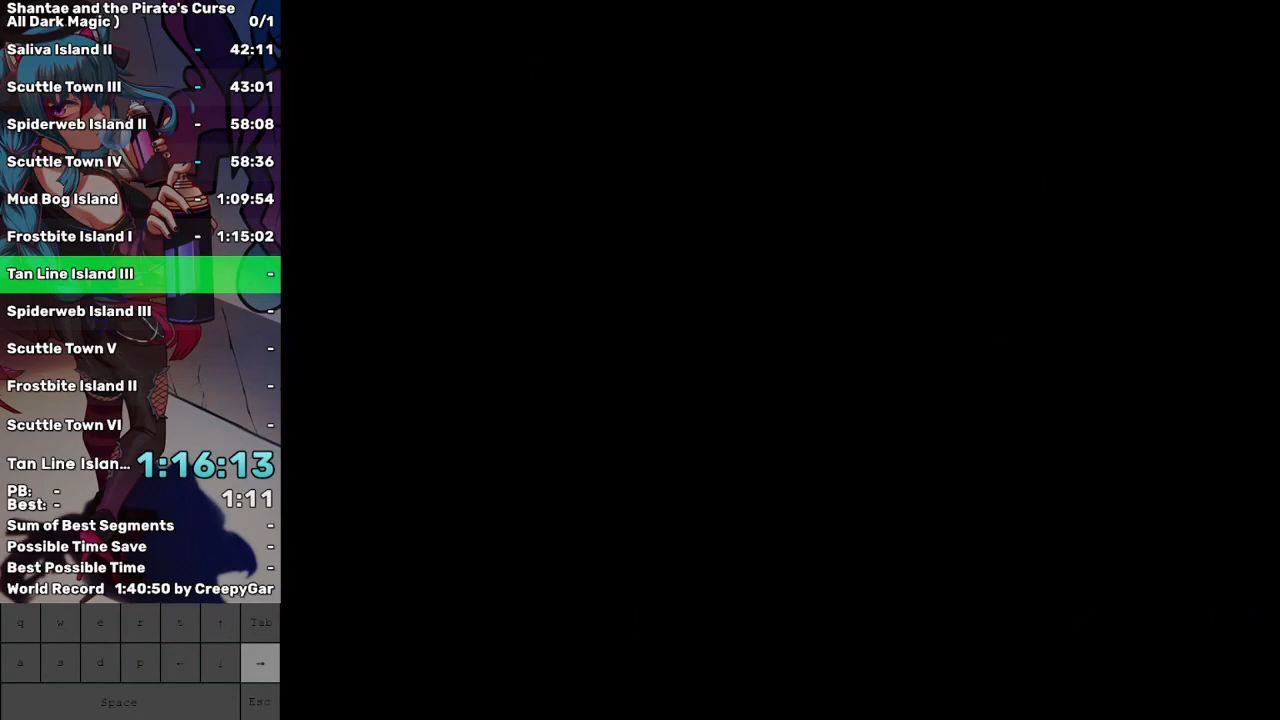 Shantae and the Pirate's Curse
All Dark Magic ) 0/1
Saliva Island II - 42:11
Scuttle Town III - 43:01
Spiderweb Island II - 58:08
Scuttle Town IV - 58:36
Mud Bog Island - 1:09:54
Frostbite Island I - 1:15:02
Tan Line Island III -
Spiderweb Island III -
Scuttle Town V -
Frostbite Island II -
Scuttle Town VI -
Tan Line Islan... 1:16:13
PB: - 1:11
Best: -
Sum of Best Segments -
Possible Time Save -
Best Possible Time -
World Record 1:40:50 by CreepyGar
q w e r t ↑ Tab
a s d p ← ↓ →
Space Esc